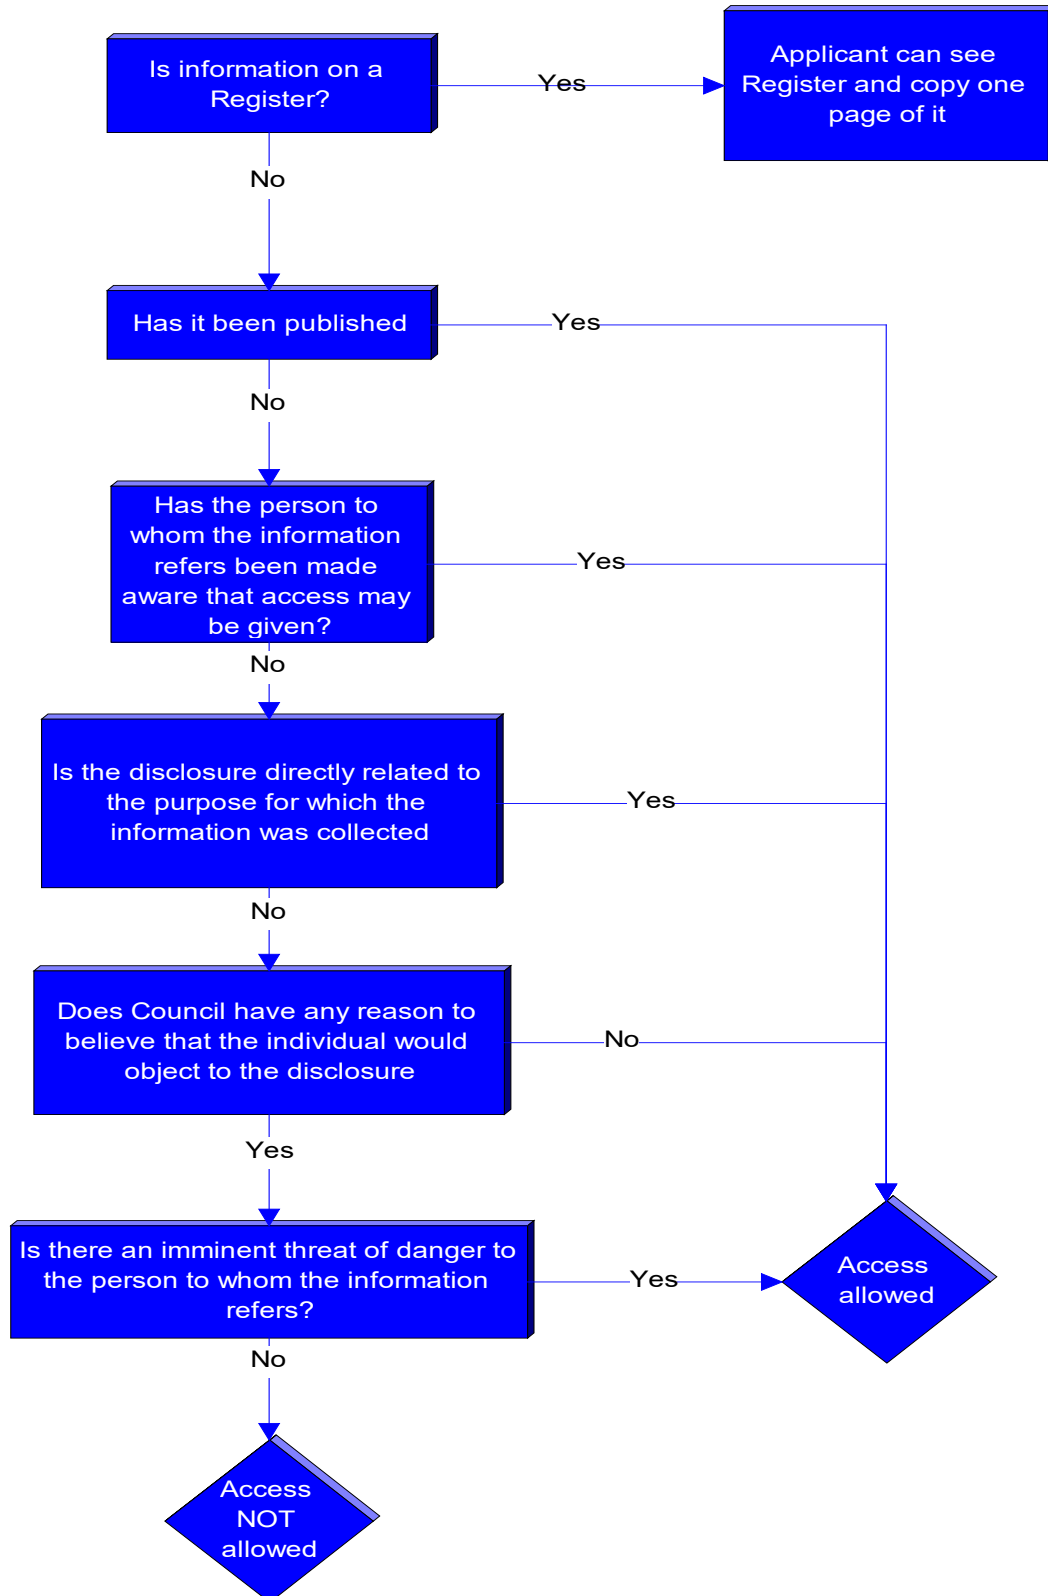 Is information on a
Register?
Yes
Applicant can see
Register and copy one
page of it
No
Has it been published
Yes
No
Has the person to
whom the information
refers been made
aware that access may
be given?
Yes
No
Is the disclosure directly related to
the purpose for which the
information was collected
Yes
No
Does Council have any reason to
believe that the individual would
object to the disclosure
No
Yes
Is there an imminent threat of danger to
the person to whom the information
refers?
Yes
Access
allowed
No
Access
NOT
allowed